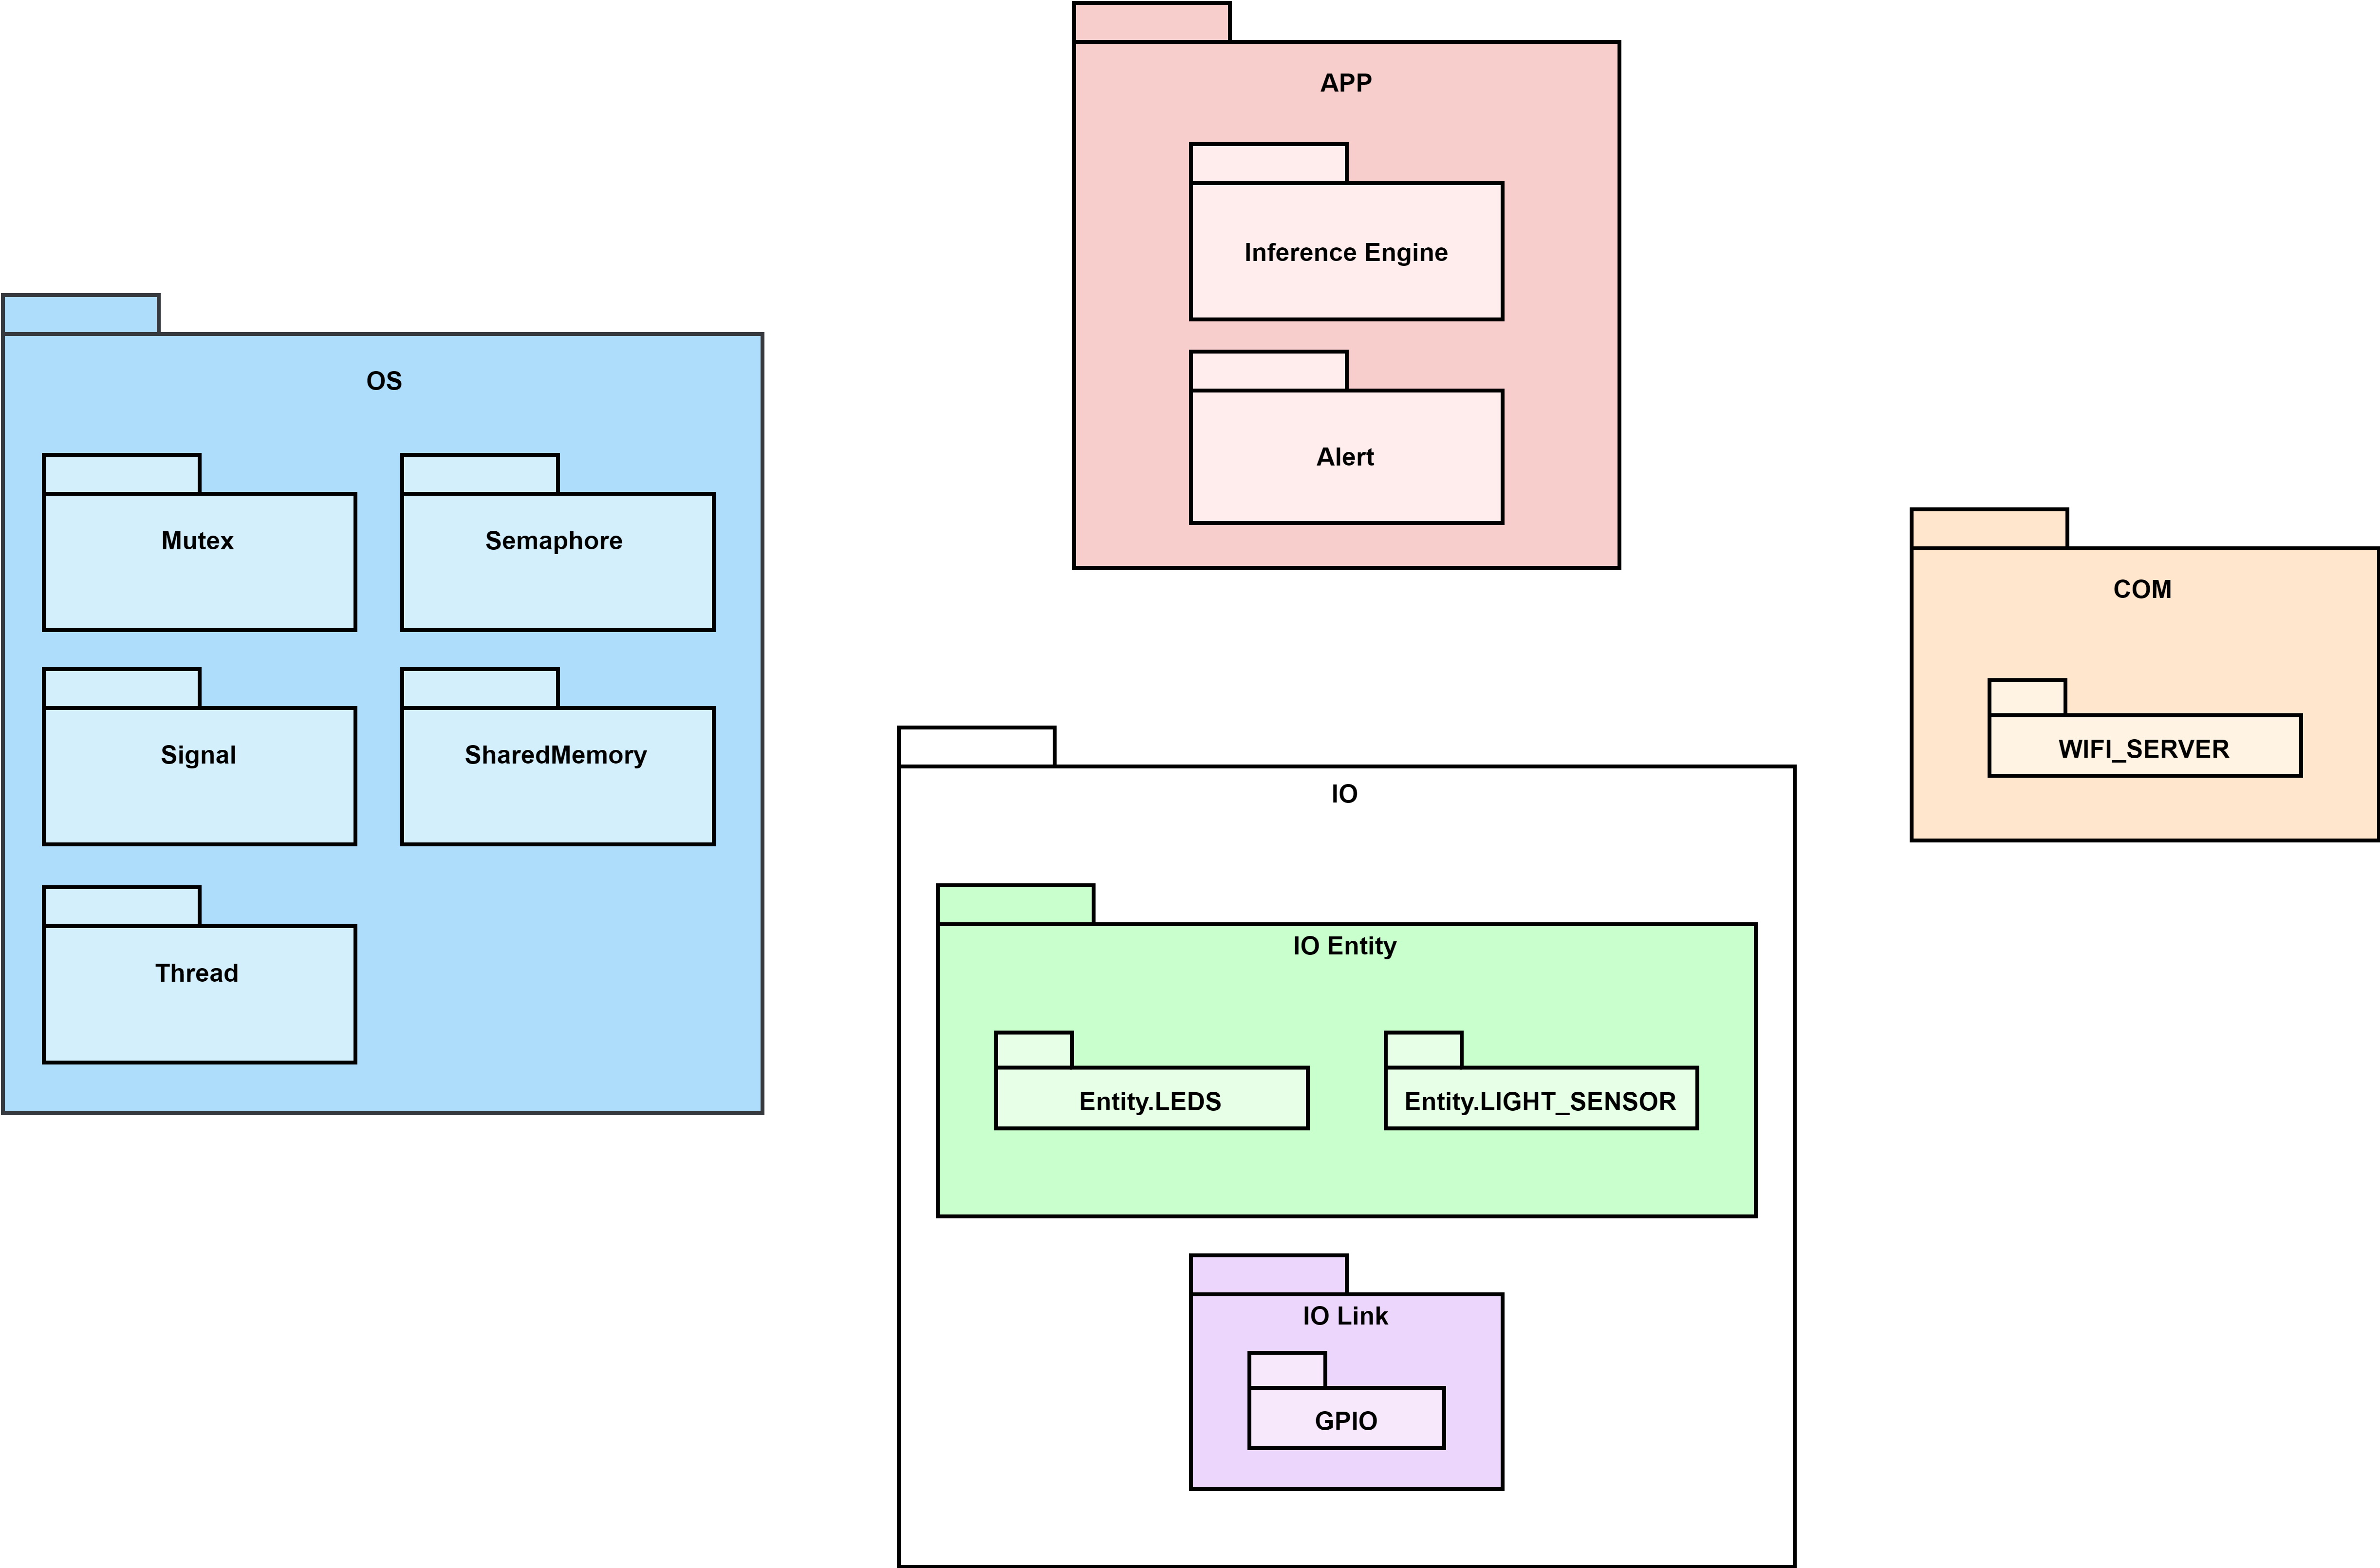 APP
Inference Engine
Alert
OS
Mutex
Semaphore
Signal
SharedMemory
Thread
COM
WIFI_SERVER
IO
IO Entity
Entity.LEDS
Entity.LIGHT_SENSOR
IO Link
GPIO